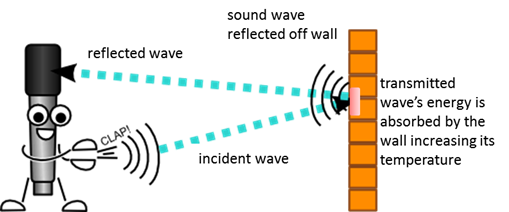 sound wave
reflected off wall
reflected wave
transmitted
wave's energy is
absorbed by the
wall increasing its
temperature
CLAP!
incident wave